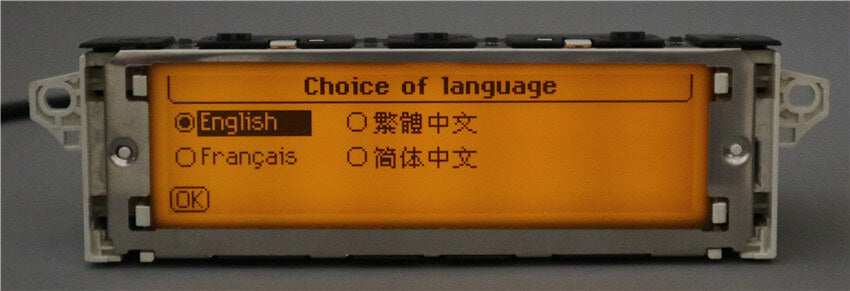 Choice of language
English 繁體中文
Français 简体中文
OK